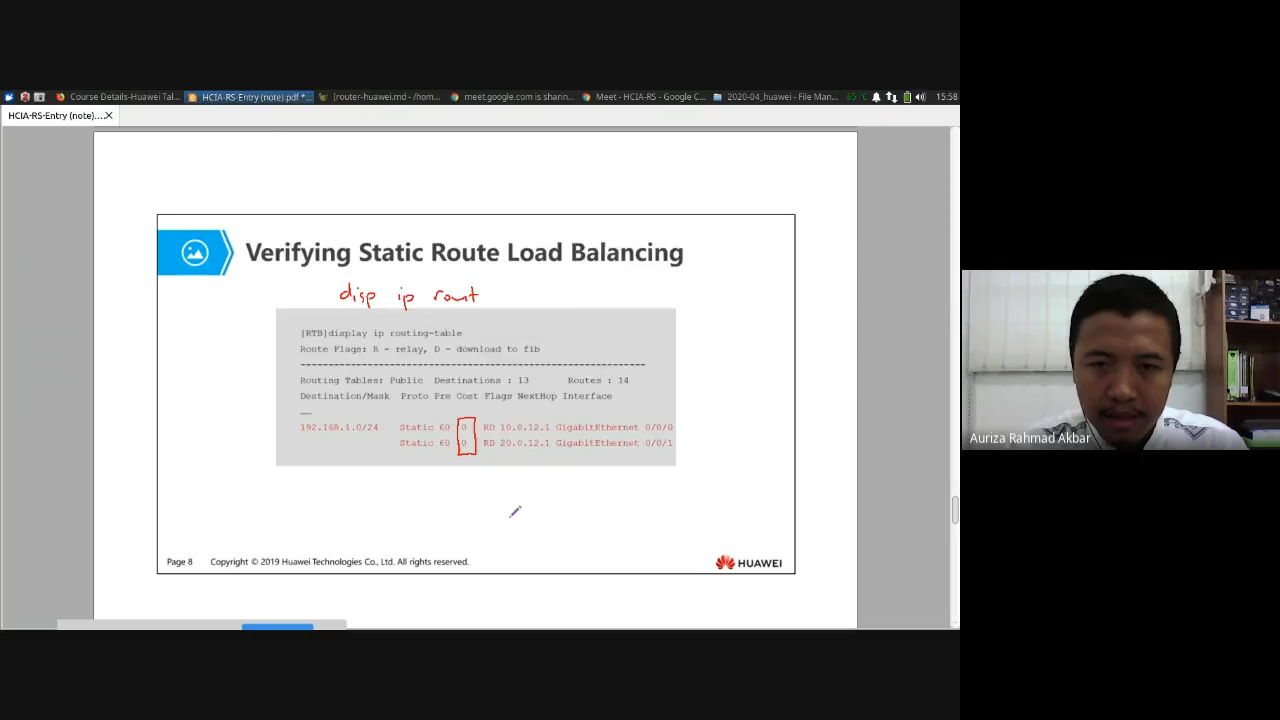 Course Details-Huawei Tal... HCIA-RS-Entry (note).pdf *... [router-huawei.md - /hom... meet.google.com is sharin... Meet - HCIA-RS - Google C... 2020-04_huawei - File Man... 65°C 15:58
HCIA-RS-Entry (note)....
Verifying Static Route Load Balancing
disp ip rout
[RTB]display ip routing-table
Route Flags: R - relay, D - download to fib
----------------------------------------------------------------
Routing Tables: Public Destinations : 13 Routes : 14
Destination/Mask Proto Pre Cost Flags NextHop Interface
……
192.168.1.0/24 Static 60 0 RD 10.0.12.1 GigabitEthernet 0/0/0
Static 60 0 RD 20.0.12.1 GigabitEthernet 0/0/1
Auriza Rahmad Akbar
Page 8 Copyright © 2019 Huawei Technologies Co., Ltd. All rights reserved.
HUAWEI